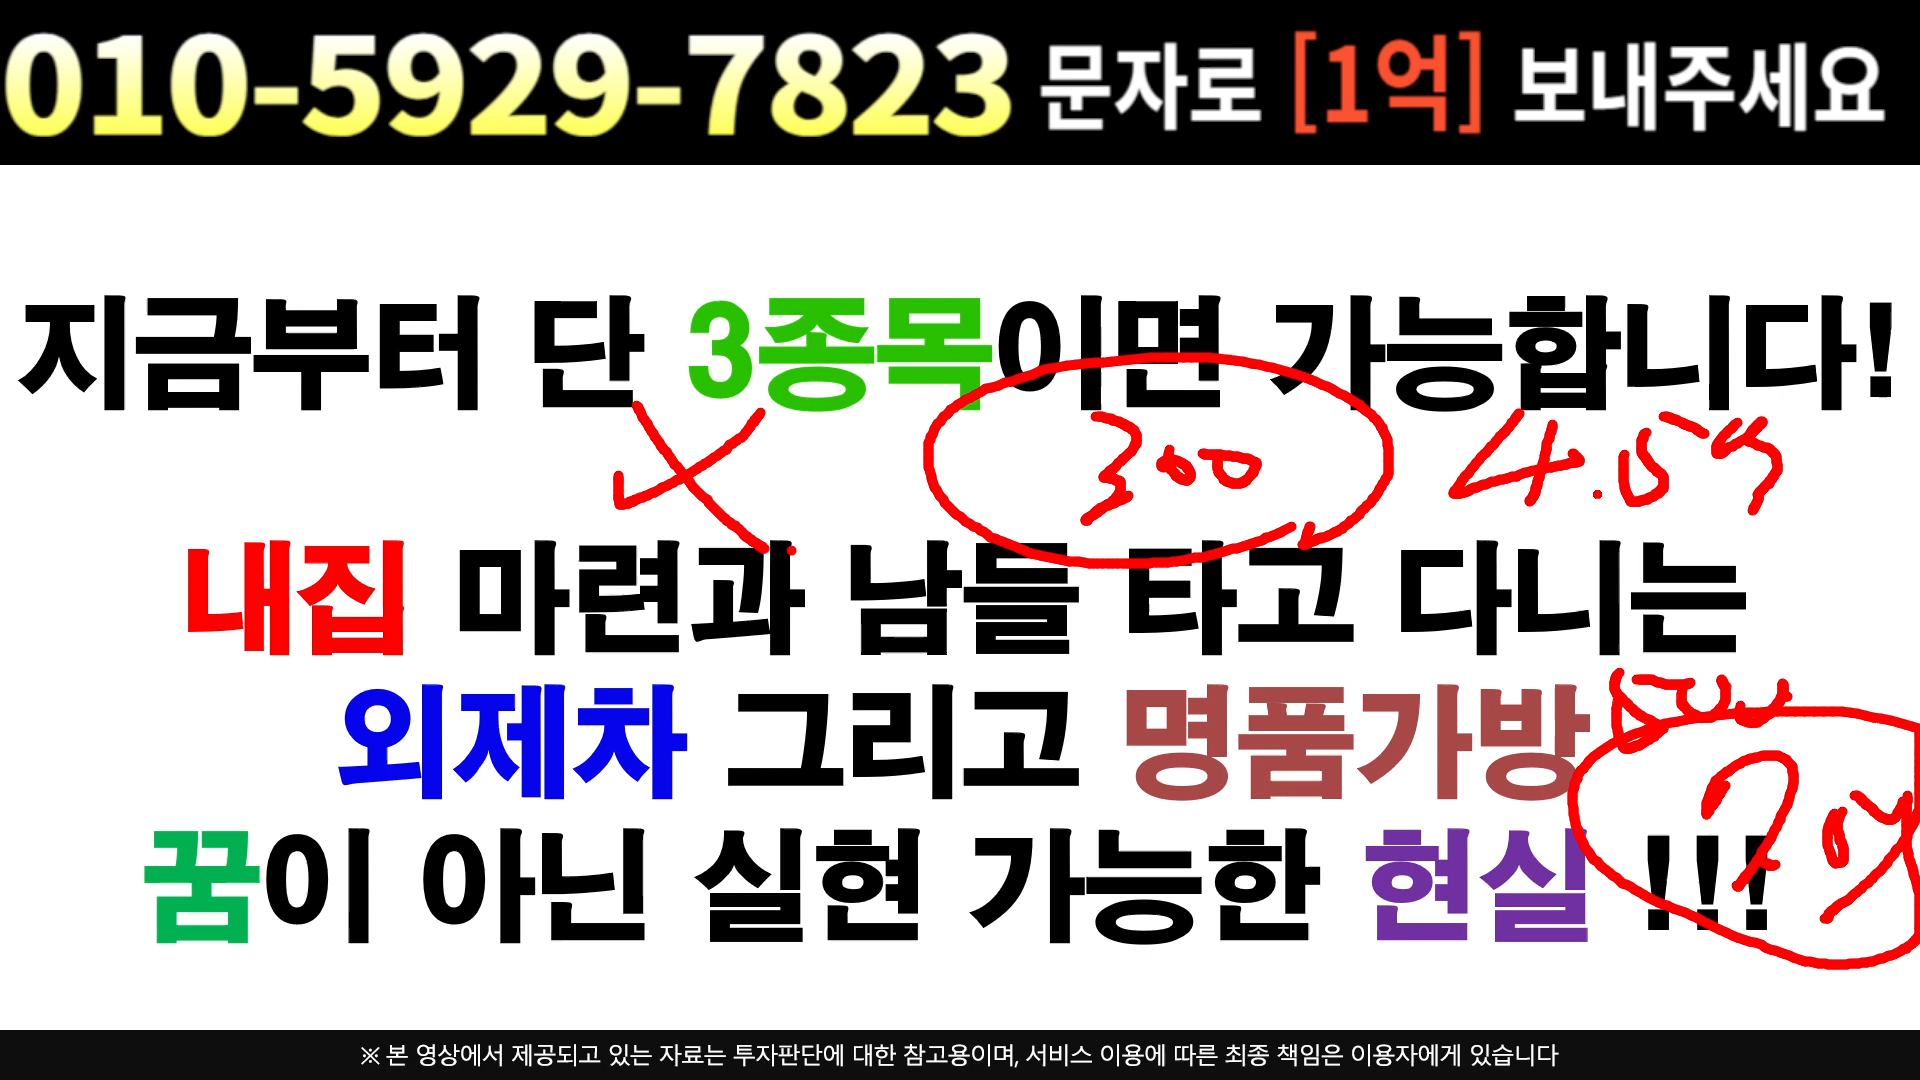 010-5929-7823 문자로 [1억] 보내주세요
지금부터 단 3종목이면 가능합니다!
300
4.5억
내집 마련과 남들 타고 다니는
500
외제차 그리고 명품가방
꿈이 아닌 실현 가능한 현실 !!!
※ 본 영상에서 제공되고 있는 자료는 투자판단에 대한 참고용이며, 서비스 이용에 따른 최종 책임은 이용자에게 있습니다